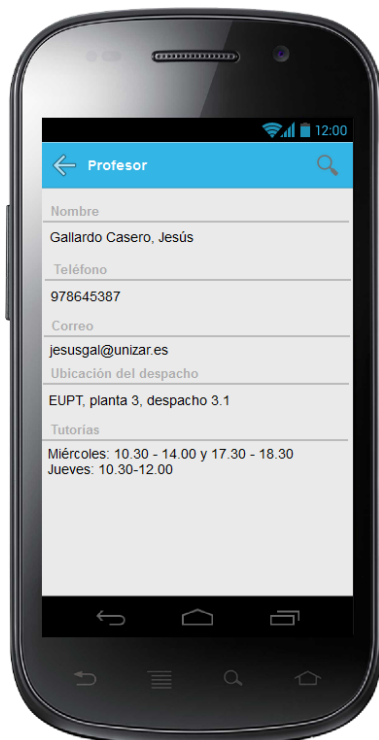 12:00
Profesor
Nombre
Gallardo Casero, Jesús
Teléfono
978645387
Correo
jesusgal@unizar.es
Ubicación del despacho
EUPT, planta 3, despacho 3.1
Tutorias
Miércoles: 10.30 - 14.00 y 17.30 - 18.30
Jueves: 10.30-12.00